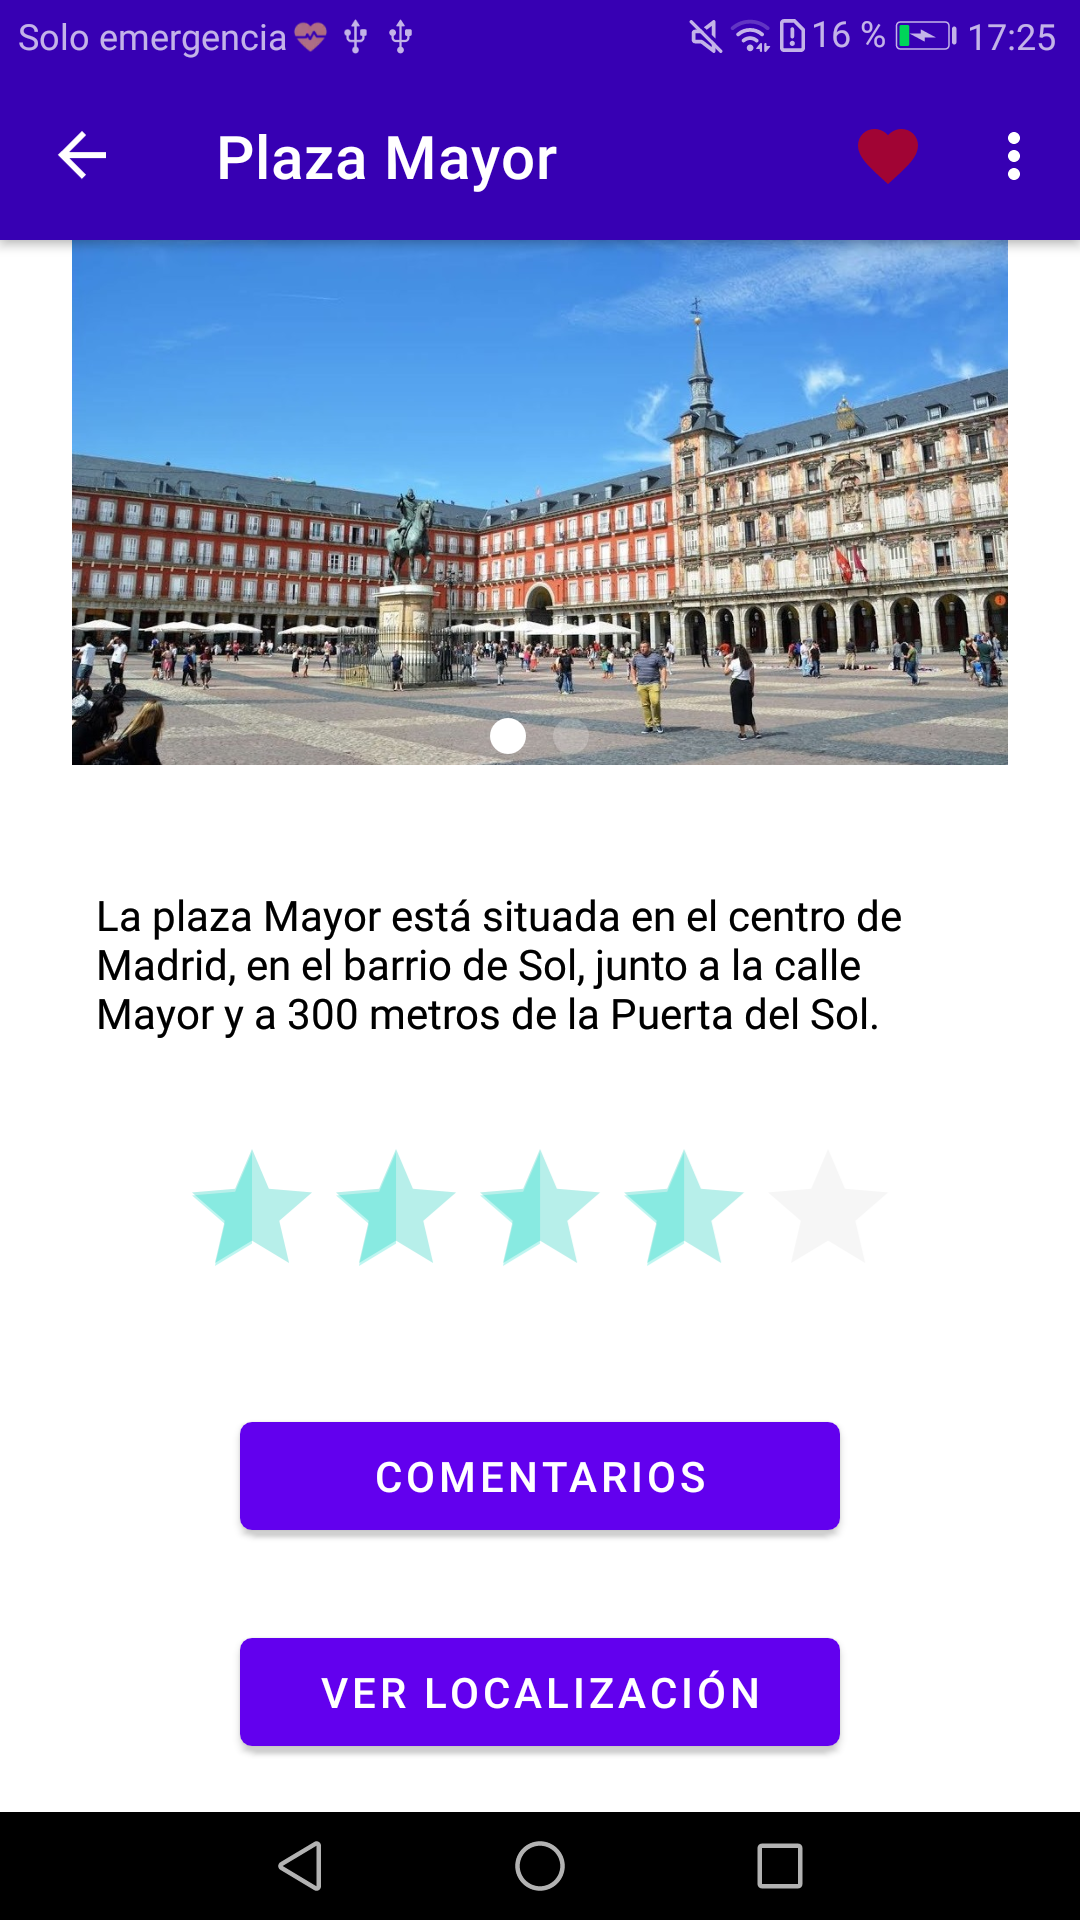 Solo emergencia 16 % 17:25
Plaza Mayor
La plaza Mayor está situada en el centro de
Madrid, en el barrio de Sol, junto a la calle
Mayor y a 300 metros de la Puerta del Sol.
COMENTARIOS
VER LOCALIZACIÓN